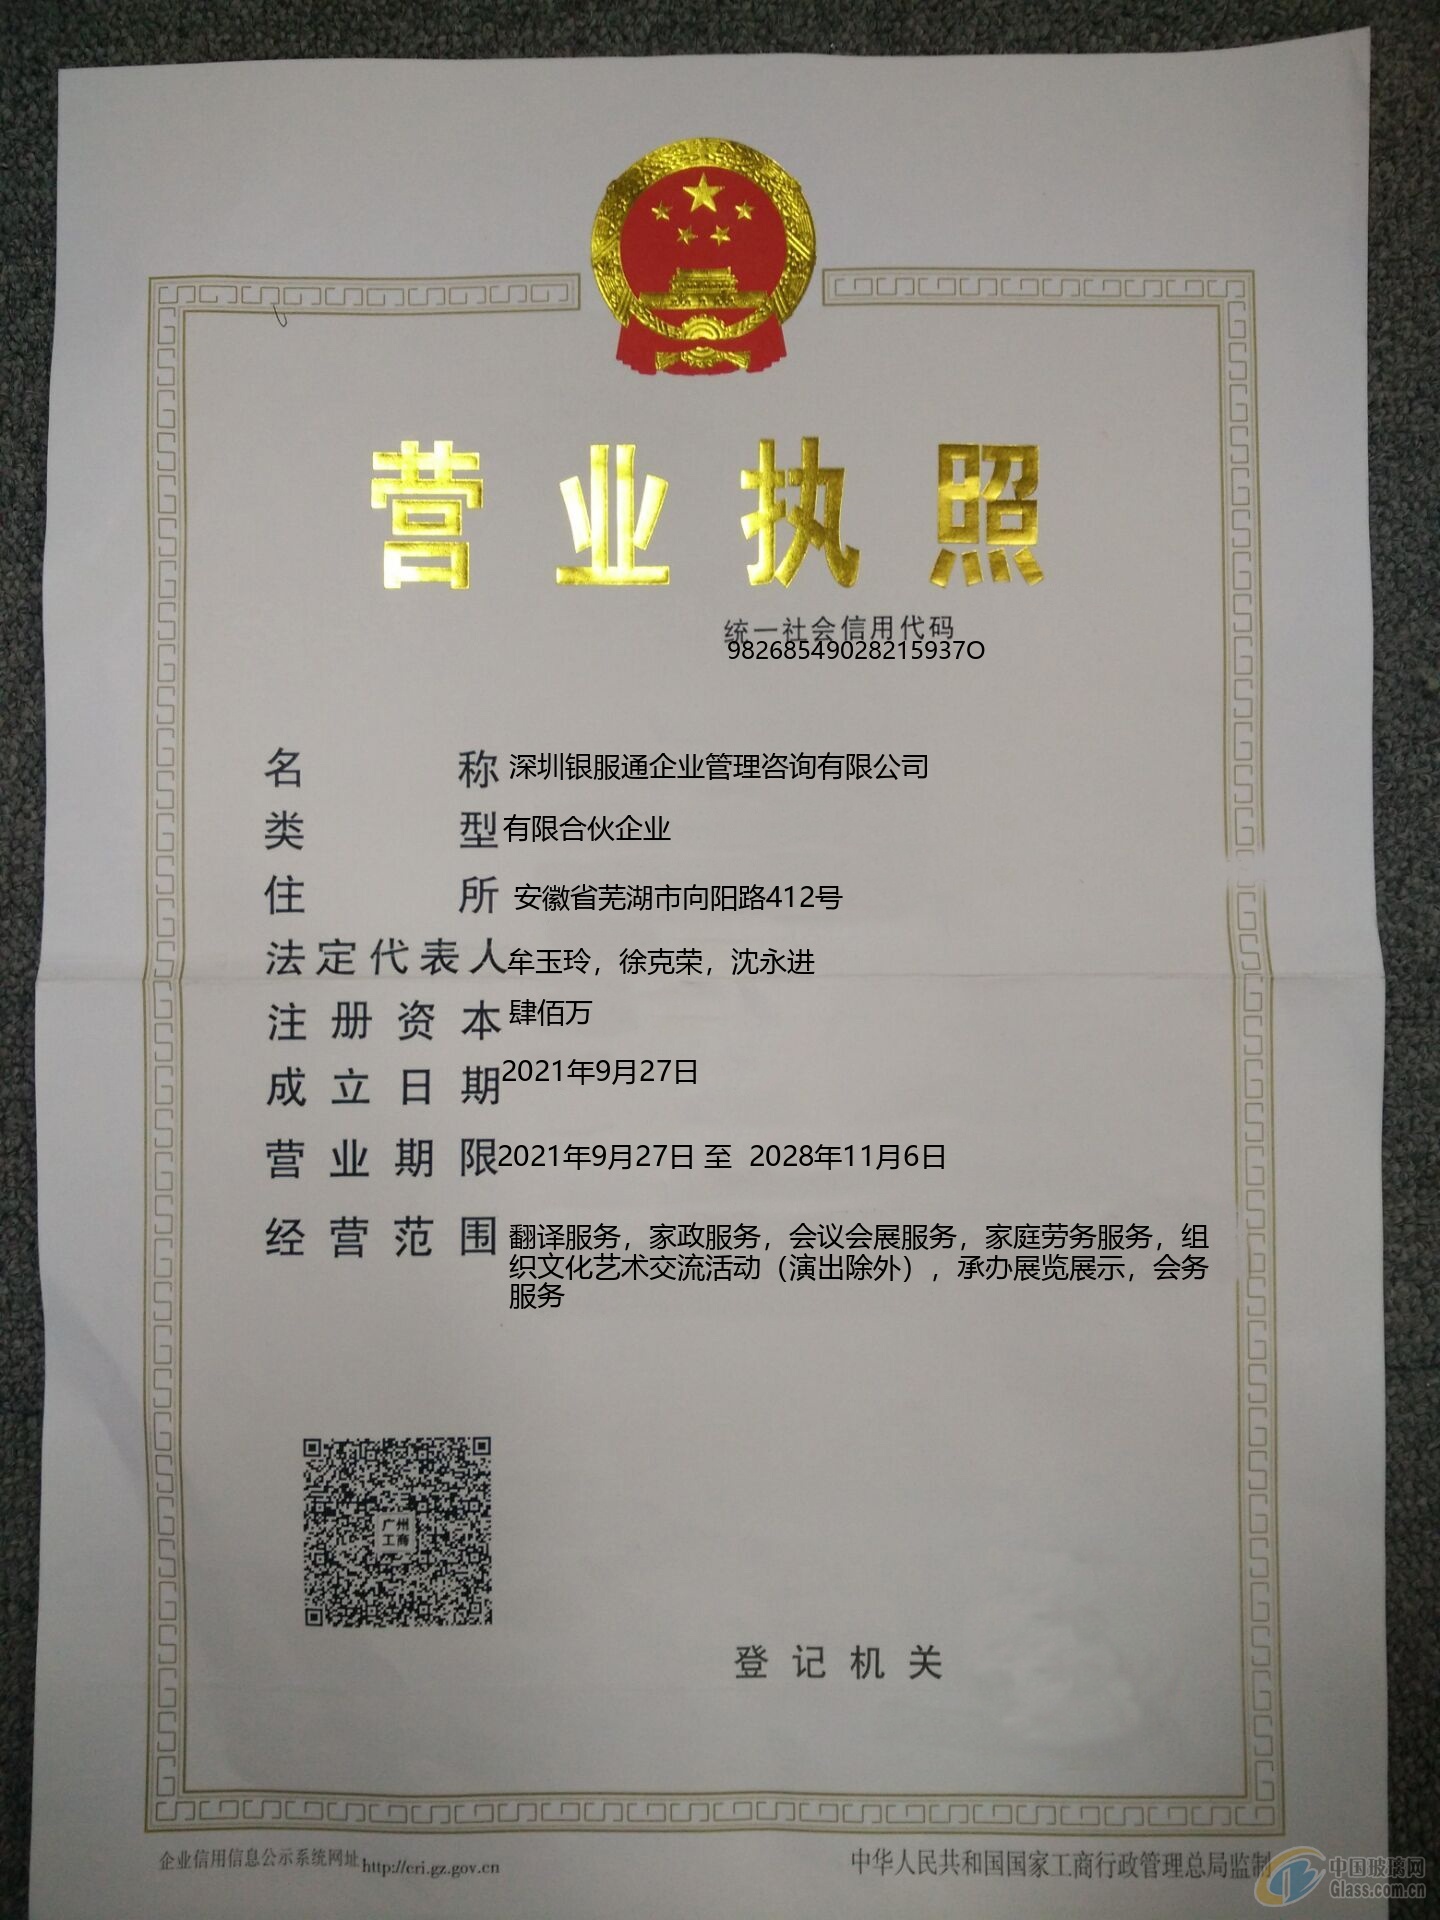 营业执照
统一社会信用代码
98268549028215937O
名称 深圳银服通企业管理咨询有限公司
类型 有限合伙企业
住所 安徽省芜湖市向阳路412号
法定代表人 牟玉玲，徐克荣，沈永进
注册资本 肆佰万
成立日期 2021年9月27日
营业期限 2021年9月27日 至 2028年11月6日
经营范围 翻译服务，家政服务，会议会展服务，家庭劳务服务，组
织文化艺术交流活动（演出除外），承办展览展示，会务
服务
广州
工商
登记机关
企业信用信息公示系统网址 http://cri.gz.gov.cn
中华人民共和国国家工商行政管理总局监制
中国玻璃网
Glass.com.cn